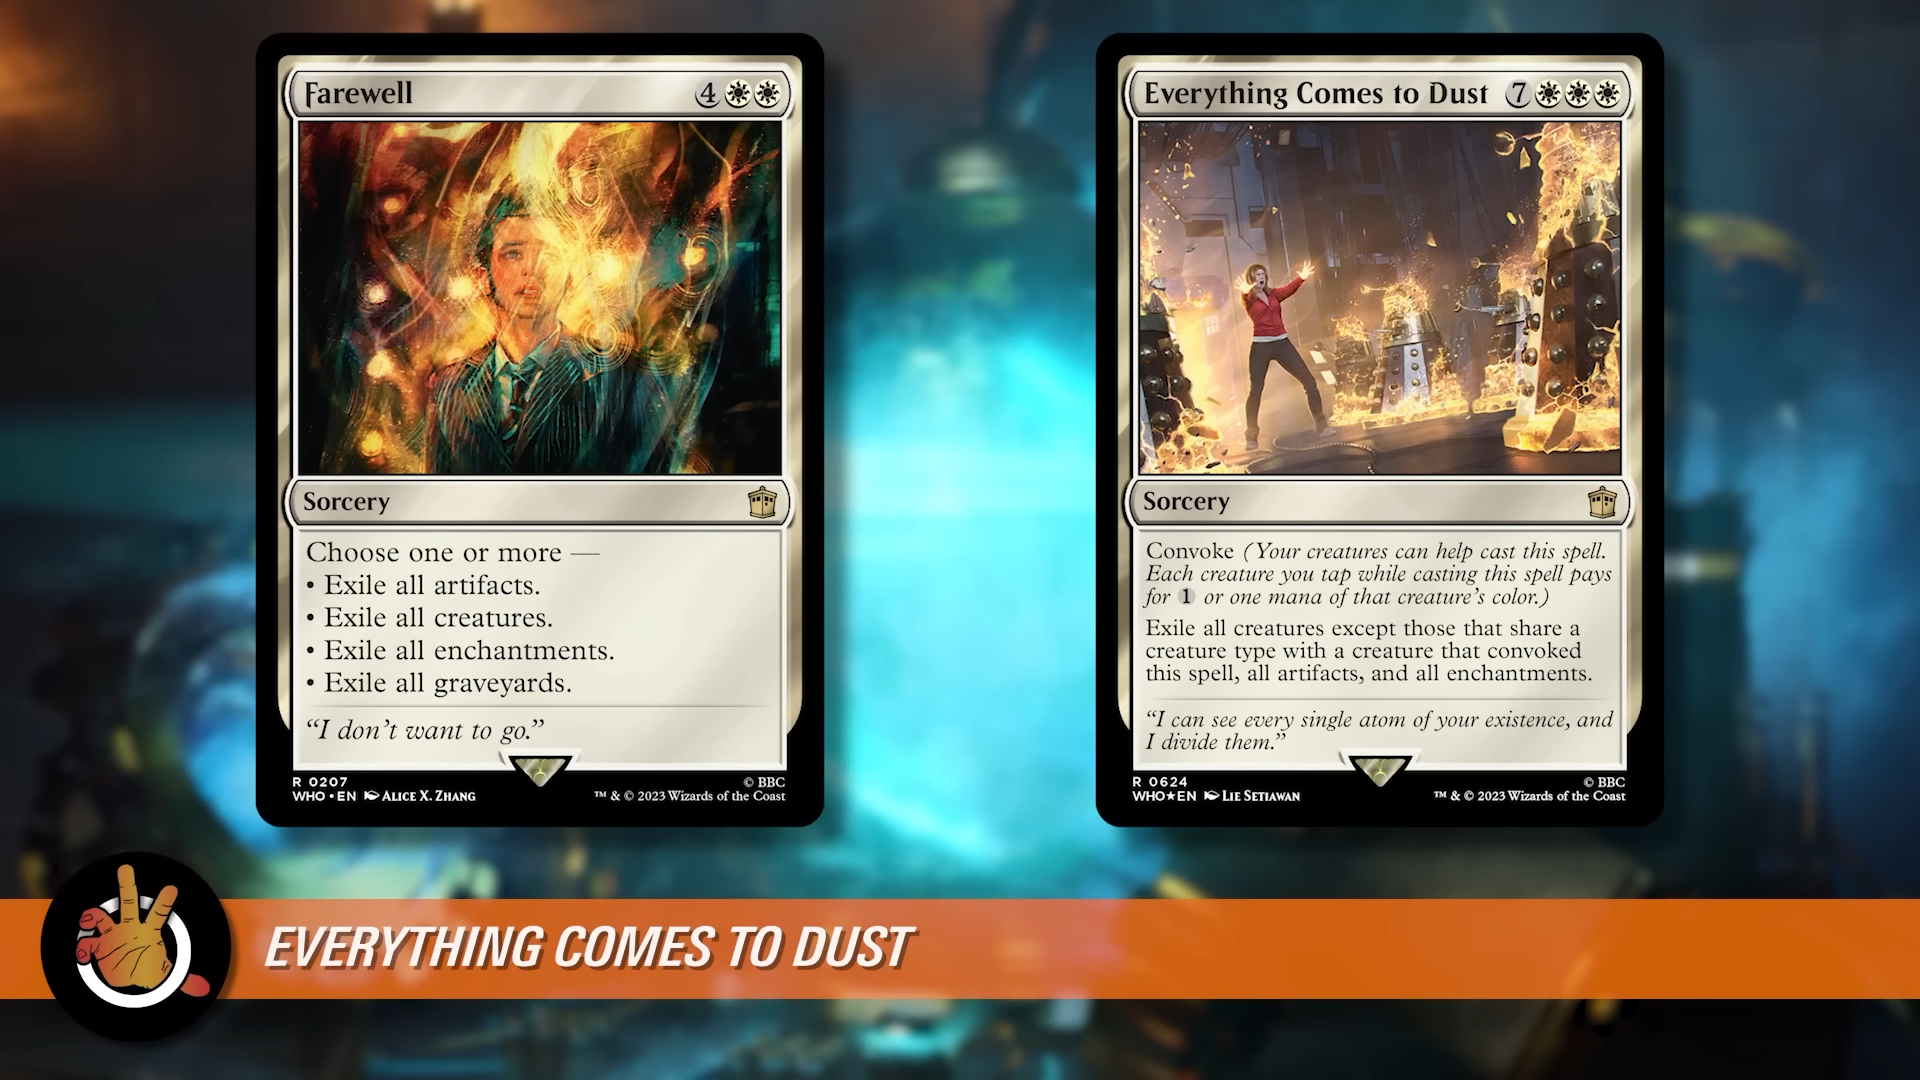 Farewell 4
Sorcery
Choose one or more —
• Exile all artifacts.
• Exile all creatures.
• Exile all enchantments.
• Exile all graveyards.
“I don’t want to go.”
R 0207
WHO • EN ALICE X. ZHANG
© BBC
™ & © 2023 Wizards of the Coast
Everything Comes to Dust 7
Sorcery
Convoke (Your creatures can help cast this spell.
Each creature you tap while casting this spell pays
for 1 or one mana of that creature’s color.)
Exile all creatures except those that share a
creature type with a creature that convoked
this spell, all artifacts, and all enchantments.
“I can see every single atom of your existence, and
I divide them.”
R 0624
WHO★EN LIE SETIAWAN
© BBC
™ & © 2023 Wizards of the Coast
EVERYTHING COMES TO DUST